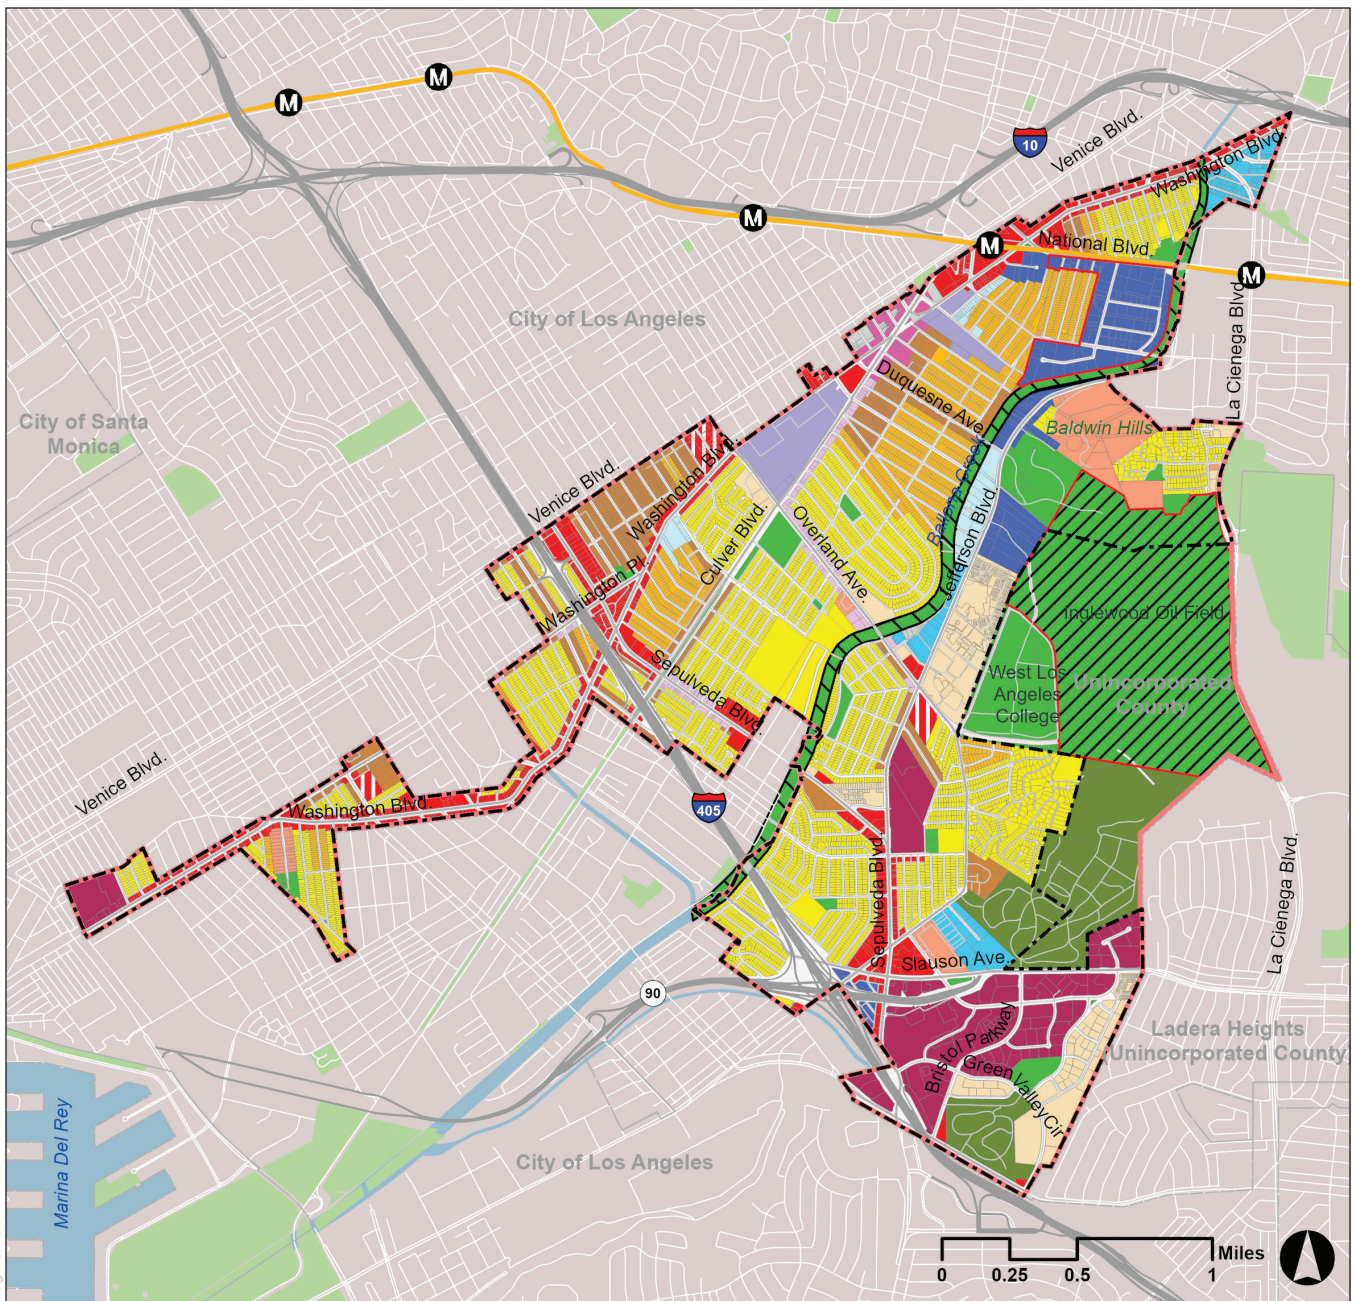 M
M
10
Venice Blvd.
Washington Blvd.
M
M
National Blvd
M
La Cienega Blvd.
City of Los Angeles
Duquesne Ave.
City of Santa
Monica
Baldwin Hills
Venice Blvd.
Washington Blvd.
Culver Blvd.
Overland Ave.
Ballona Creek
Jefferson Blvd.
Washington Pl.
Inglewood Oil Field
Sepulveda Blvd.
West Los
Angeles
College
Unincorporated
County
Venice Blvd.
Washington Blvd.
405
Sepulveda Blvd.
La Cienega Blvd.
Slauson Ave.
90
Bristol Parkway
Green Valley Cir
Ladera Heights
Unincorporated County
Marina Del Rey
City of Los Angeles
Miles
0 0.25 0.5 1